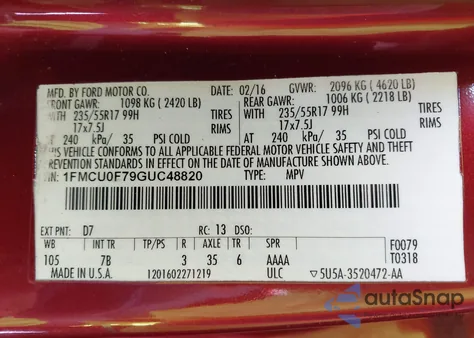 MFD. BY FORD MOTOR CO. DATE: 02/16 GVWR: 2096 KG ( 4620 LB)
FRONT GAWR: 1098 KG ( 2420 LB) REAR GAWR: 1006 KG ( 2218 LB)
WITH 235/55R17 99H TIRES WITH 235/55R17 99H TIRES
17x7.5J RIMS 17x7.5J RIMS
AT 240 kPa/ 35 PSI COLD AT 240 kPa/ 35 PSI COLD
THIS VEHICLE CONFORMS TO ALL APPLICABLE FEDERAL MOTOR VEHICLE SAFETY AND
THEFT PREVENTION STANDARDS IN EFFECT ON THE DATE OF MANUFACTURE SHOWN ABOVE.
VIN: 1FMCU0F79GUC48820 TYPE: MPV
EXT PNT: D7 RC: 13 DSO:
WB INT TR TP/PS R AXLE TR SPR F0079
105 7B 3 35 6 AAAA T0318
MADE IN U.S.A. 1201602271219 ULC ▽5U5A-3520472-AA
autoSnap